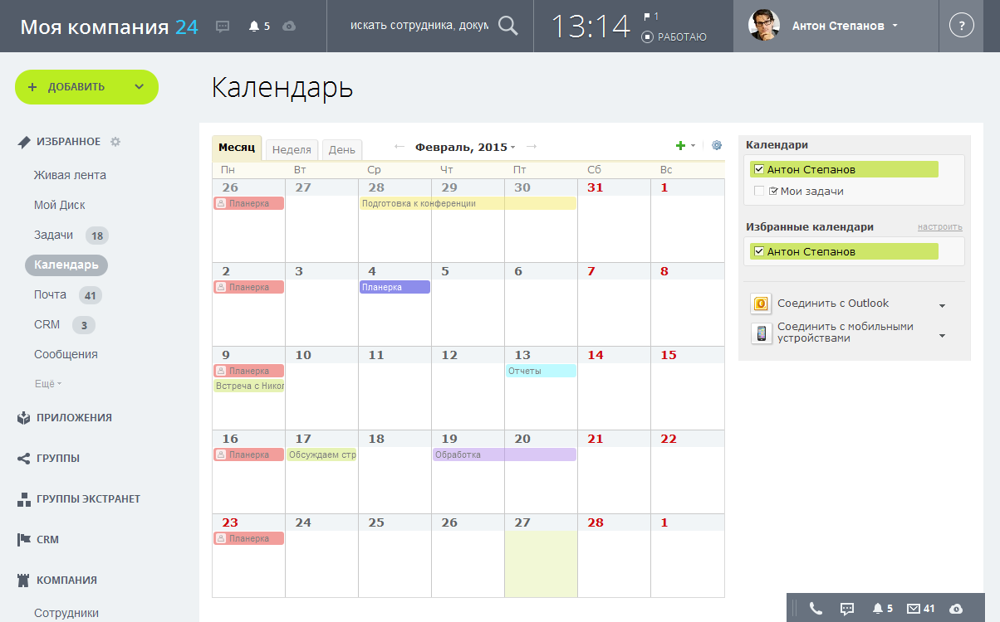 Моя компания 24
5
искать сотрудника, докум
13:14
1
РАБОТАЮ
Антон Степанов
?
ДОБАВИТЬ
Календарь
ИЗБРАННОЕ
Живая лента
Мой Диск
Задачи 18
Календарь
Почта 41
CRM 3
Сообщения
Ещё
ПРИЛОЖЕНИЯ
ГРУППЫ
ГРУППЫ ЭКСТРАНЕТ
CRM
КОМПАНИЯ
Сотрудники
Месяц Неделя День
Февраль, 2015
Пн Вт Ср Чт Пт Сб Вс
26 27 28 29 30 31 1
Планерка Подготовка к конференции
2 3 4 5 6 7 8
Планерка Планерка
9 10 11 12 13 14 15
Планерка Отчеты
Встреча с Никол
16 17 18 19 20 21 22
Планерка Обсуждаем стр Обработка
23 24 25 26 27 28 1
Планерка
Календари
Антон Степанов
Мои задачи
Избранные календари настроить
Антон Степанов
Соединить с Outlook
Соединить с мобильными
устройствами
5 41